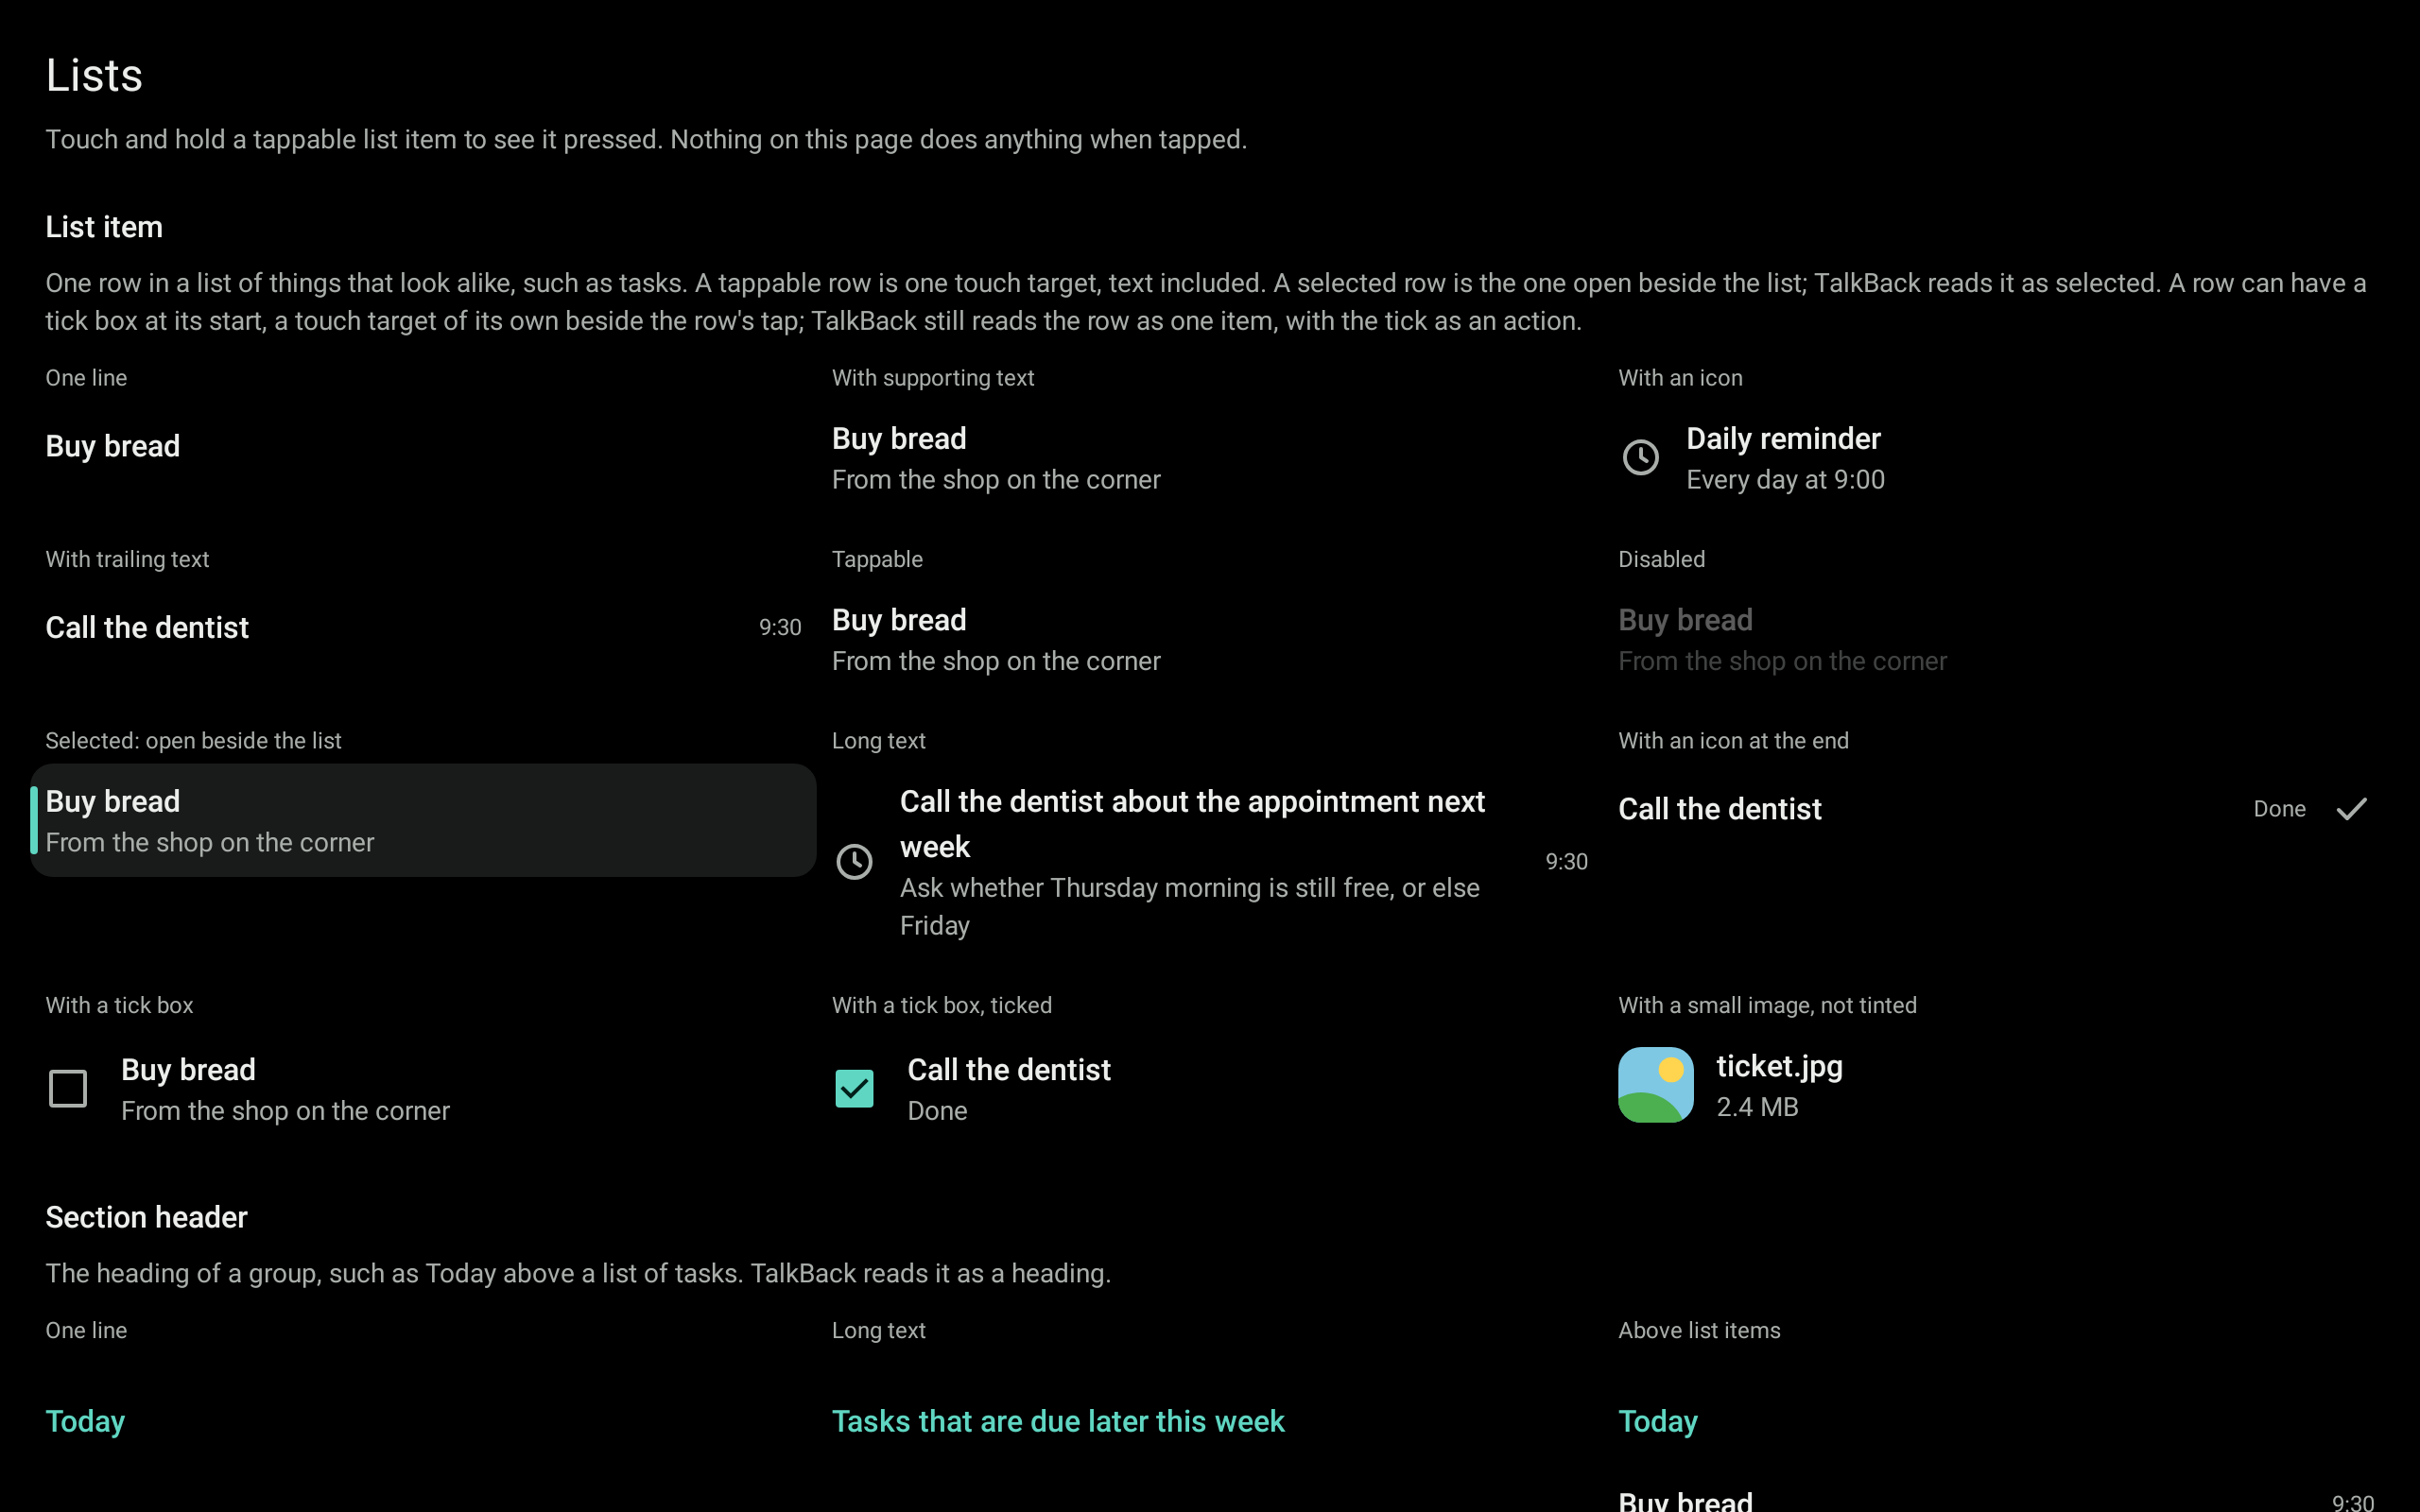 Lists
Touch and hold a tappable list item to see it pressed. Nothing on this page does anything when tapped.
List item
One row in a list of things that look alike, such as tasks. A tappable row is one touch target, text included. A selected row is the one open beside the list; TalkBack reads it as selected. A row can have a
tick box at its start, a touch target of its own beside the row's tap; TalkBack still reads the row as one item, with the tick as an action.
One line
Buy bread
With supporting text
Buy bread
From the shop on the corner
With an icon
Daily reminder
Every day at 9:00
With trailing text
Call the dentist
9:30
Tappable
Buy bread
From the shop on the corner
Disabled
Buy bread
From the shop on the corner
Selected: open beside the list
Buy bread
From the shop on the corner
Long text
Call the dentist about the appointment next
week
Ask whether Thursday morning is still free, or else
Friday
9:30
With an icon at the end
Call the dentist
Done
With a tick box
Buy bread
From the shop on the corner
With a tick box, ticked
Call the dentist
Done
With a small image, not tinted
ticket.jpg
2.4 MB
Section header
The heading of a group, such as Today above a list of tasks. TalkBack reads it as a heading.
One line
Today
Long text
Tasks that are due later this week
Above list items
Today
Buy bread
9:30